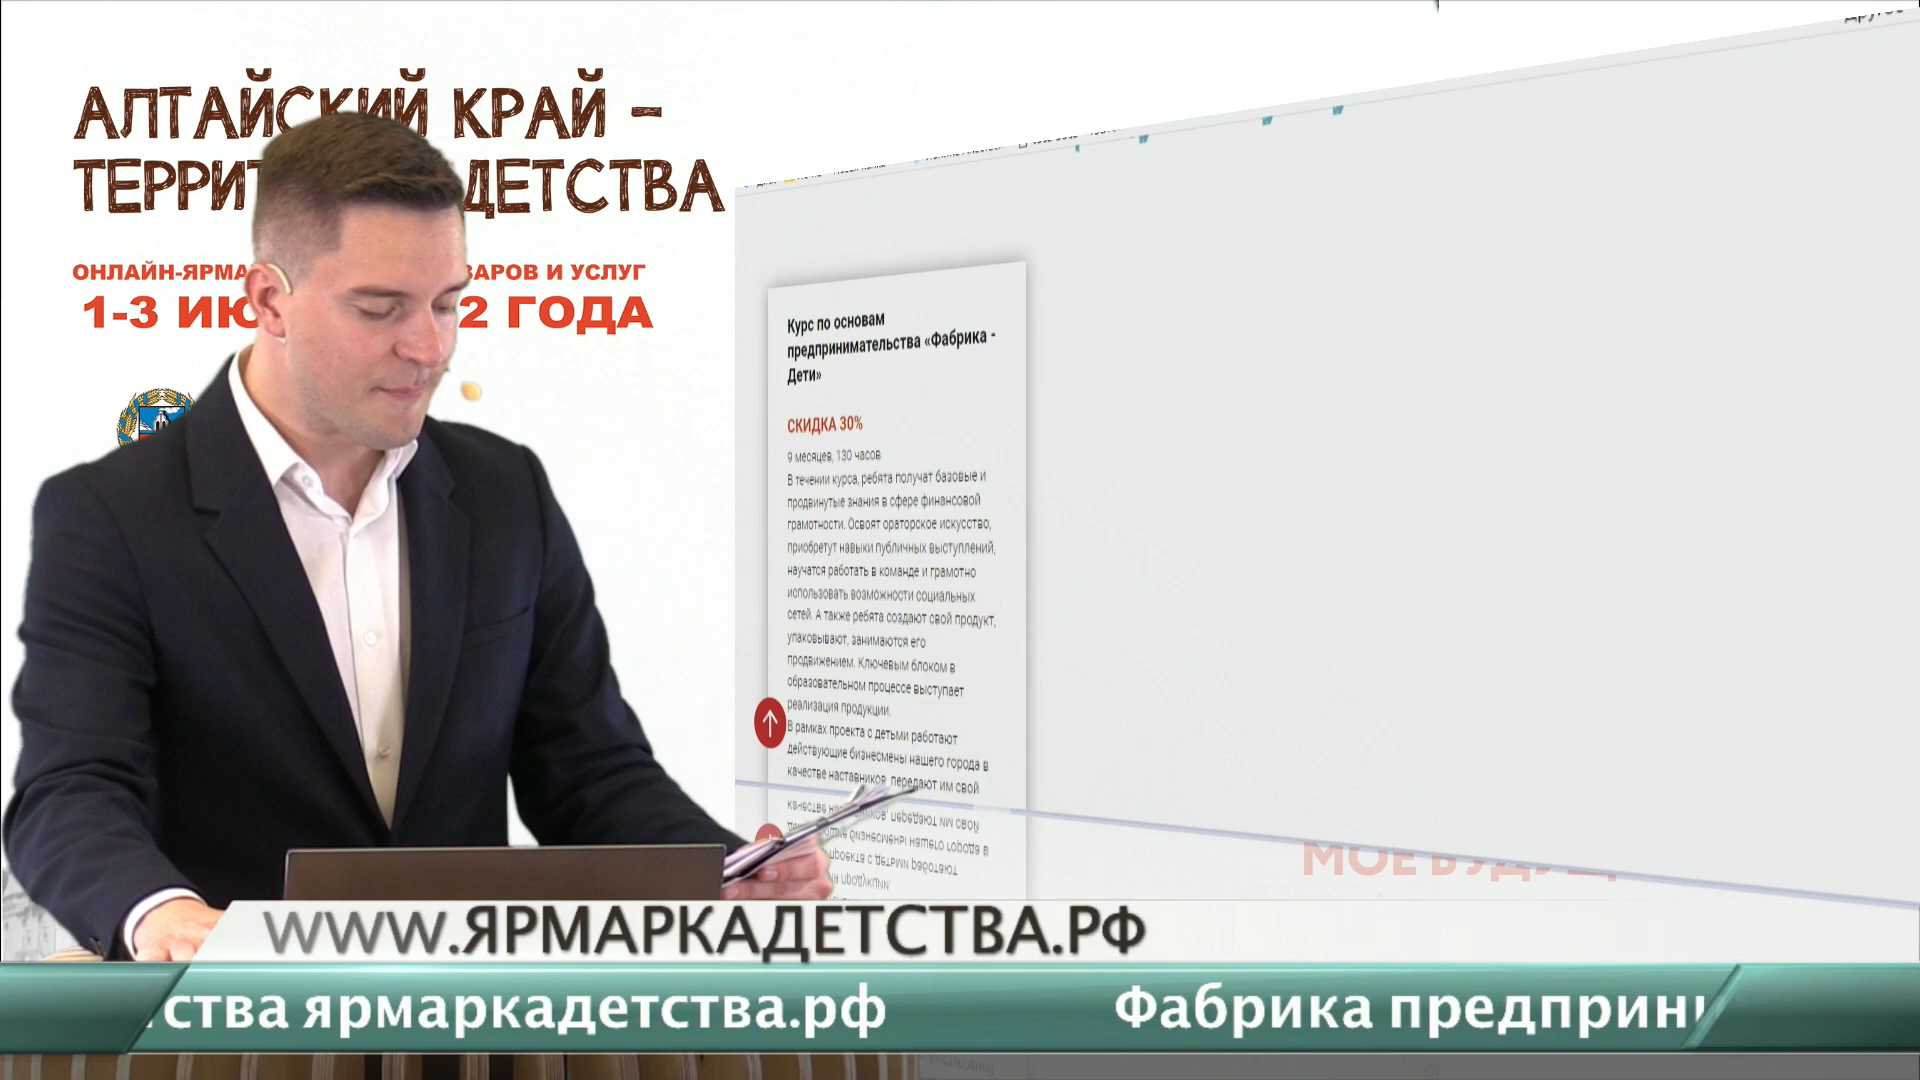 АЛТАЙСКИЙ КРАЙ -
ТЕРРИТ ДЕТСТВА
ОНЛАЙН-ЯРМА ВАРОВ И УСЛУГ
1-3 ИЮ 2 ГОДА
Курс по основам
предпринимательства «Фабрика -
Дети»
СКИДКА 30%
9 месяцев, 130 часов
В течении курса, ребята получат базовые и
продвинутые знания в сфере финансовой
грамотности. Освоят ораторское искусство,
приобретут навыки публичных выступлений,
научатся работать в команде и грамотно
использовать возможности социальных
сетей. А также ребята создают свой продукт,
упаковывают, занимаются его
продвижением. Ключевым блоком в
образовательном процессе выступает
реализация продукции.
В рамках проекта с детьми работают
действующие бизнесмены нашего города в
качестве наставников, передают им свой
МОЕ БУДУЩ
WWW.ЯРМАРКАДЕТСТВА.РФ
ства ярмаркадетства.рф Фабрика предприни